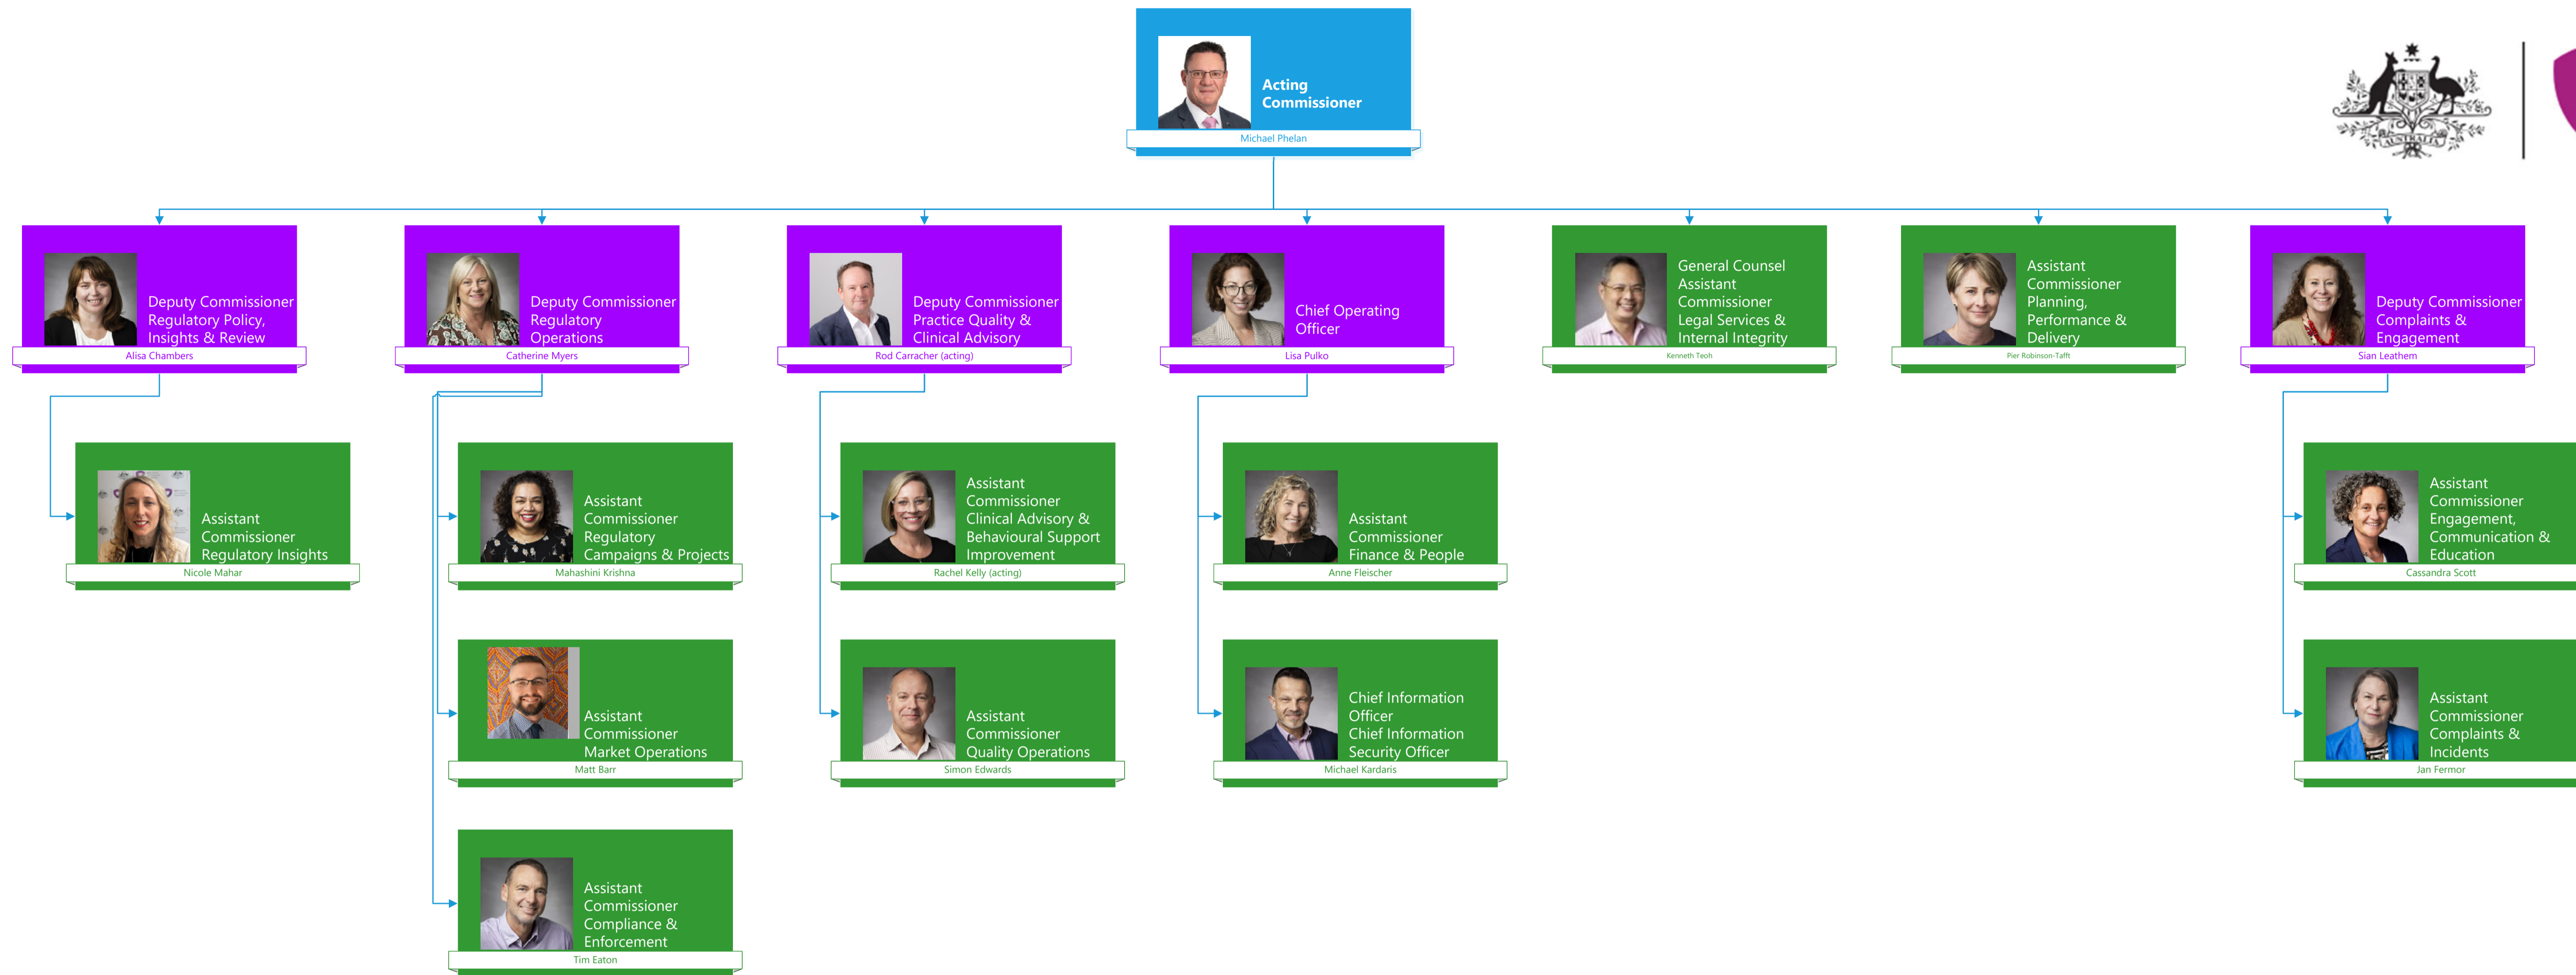 Acting
Commissioner
Michael Phelan
AUSTRALIA
Deputy Commissioner
Regulatory Policy,
Insights & Review
Alisa Chambers
Deputy Commissioner
Regulatory
Operations
Catherine Myers
Deputy Commissioner
Practice Quality &
Clinical Advisory
Rod Carracher (acting)
Chief Operating
Officer
Lisa Pulko
General Counsel
Assistant
Commissioner
Legal Services &
Internal Integrity
Kenneth Teoh
Assistant
Commissioner
Planning,
Performance &
Delivery
Pier Robinson-Tafft
Deputy Commissioner
Complaints &
Engagement
Sian Leathem
Assistant
Commissioner
Regulatory Insights
Nicole Mahar
Assistant
Commissioner
Regulatory
Campaigns & Projects
Mahashini Krishna
Assistant
Commissioner
Clinical Advisory &
Behavioural Support
Improvement
Rachel Kelly (acting)
Assistant
Commissioner
Finance & People
Anne Fleischer
Assistant
Commissioner
Engagement,
Communication &
Education
Cassandra Scott
Assistant
Commissioner
Market Operations
Matt Barr
Assistant
Commissioner
Quality Operations
Simon Edwards
Chief Information
Officer
Chief Information
Security Officer
Michael Kardaris
Assistant
Commissioner
Complaints &
Incidents
Jan Fermor
Assistant
Commissioner
Compliance &
Enforcement
Tim Eaton